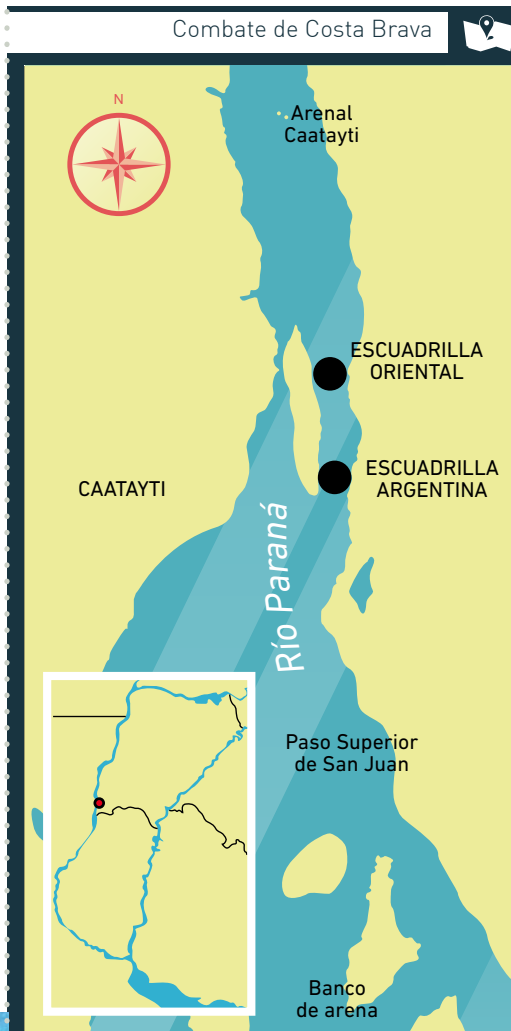 Combate de Costa Brava
N
Arenal
Caatayti
ESCUADRILLA
ORIENTAL
CAATAYTI
ESCUADRILLA
ARGENTINA
Río Paraná
Paso Superior
de San Juan
Banco
de arena